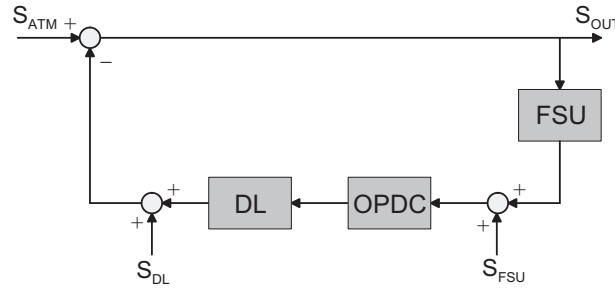 S_ATM + S_OUT
−
FSU
+ DL OPDC +
+ +
S_DL S_FSU